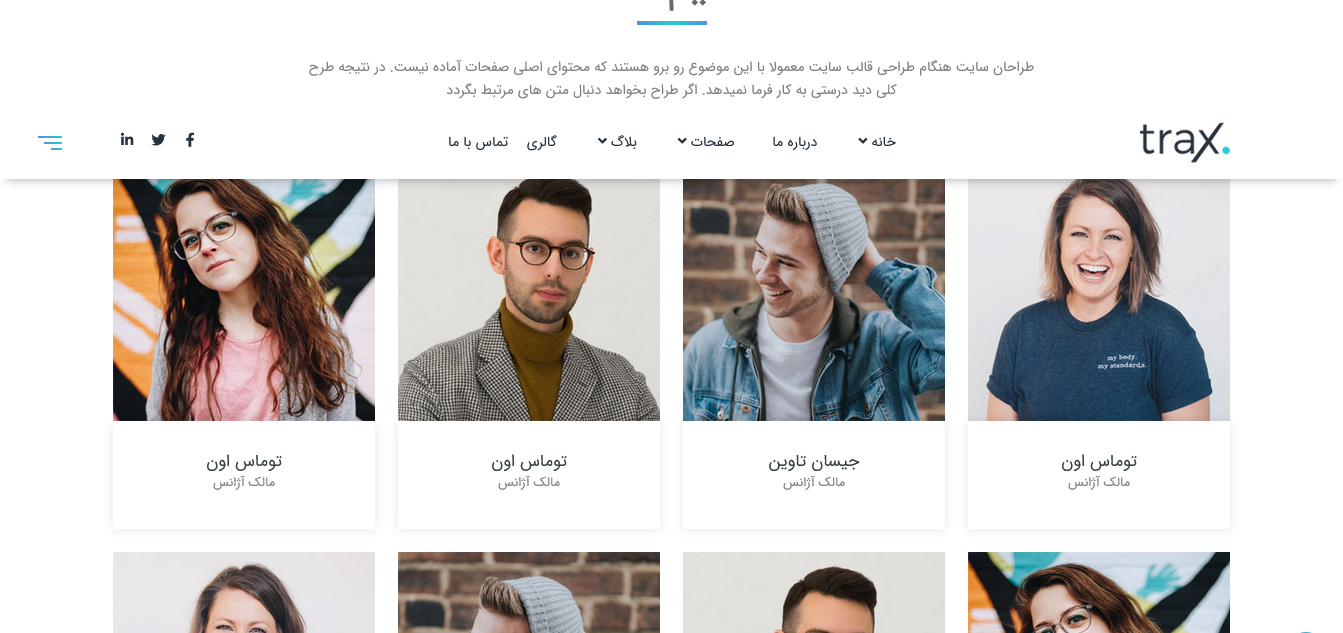 طراحان سایت هنگام طراحی قالب سایت معمولا با این موضوع رو برو هستند که محتوای اصلی صفحات آماده نیست. در نتیجه طرح
کلی دید درستی به کار فرما نمیدهد. اگر طراح بخواهد دنبال متن های مرتبط بگردد
trax.
خانه
درباره ما
صفحات
بلاگ
گالری
تماس با ما
my body.
my standards.
توماس اون
مالک آژانس
جیسان تاوین
مالک آژانس
توماس اون
مالک آژانس
توماس اون
مالک آژانس